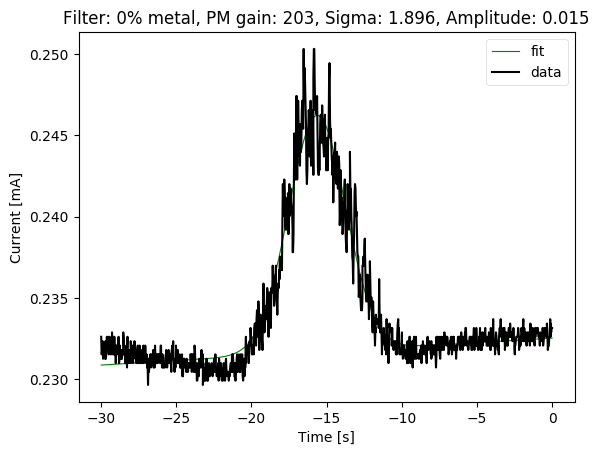 Filter: 0% metal, PM gain: 203, Sigma: 1.896, Amplitude: 0.015
fit
data
0.250
0.245
0.240
0.235
0.230
Current [mA]
−30
−25
−20
−15
−10
−5
0
Time [s]